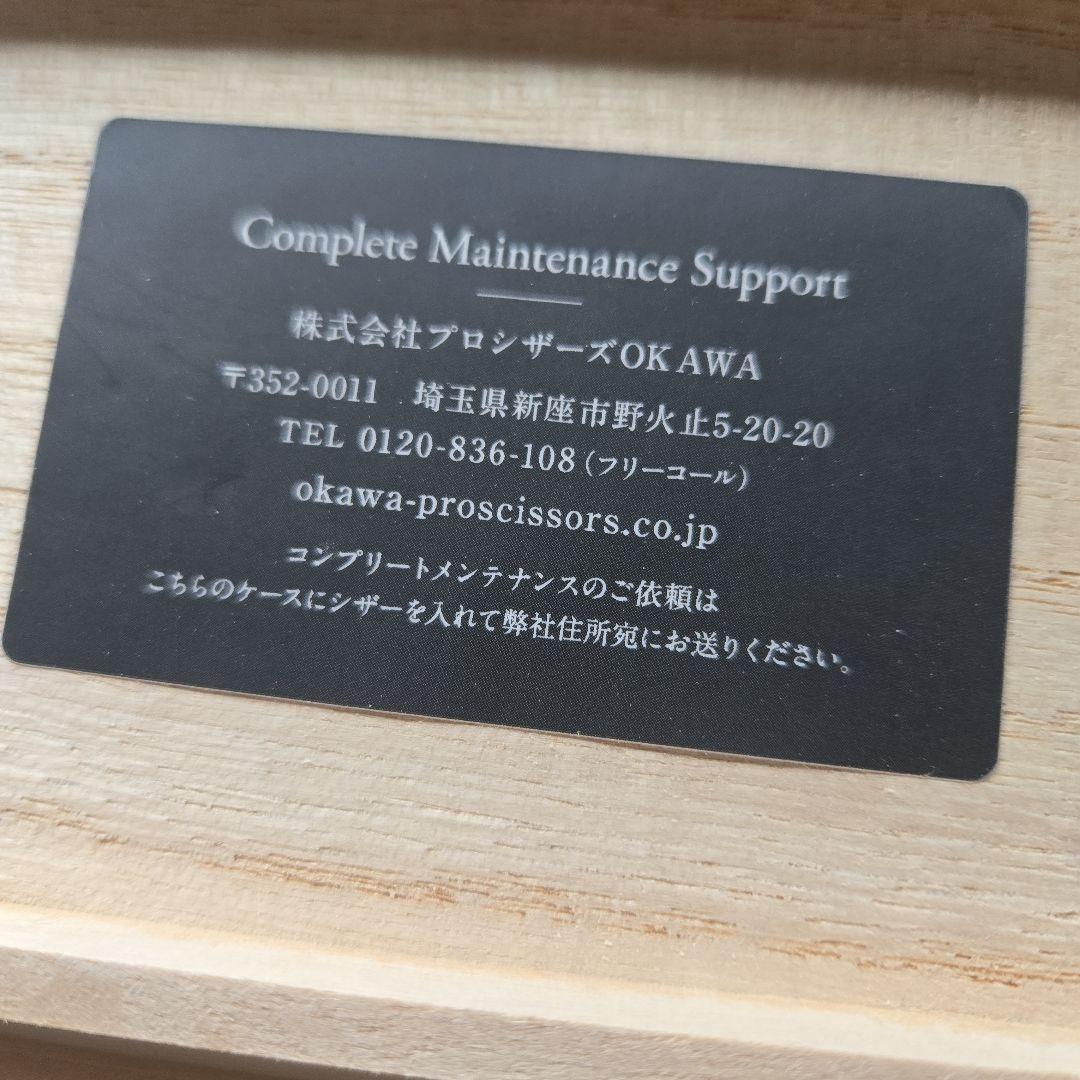 Complete Maintenance Support
株式会社プロシザーズOKAWA
〒352-0011　埼玉県新座市野火止5-20-20
TEL 0120-836-108（フリーコール）
okawa-proscissors.co.jp
コンプリートメンテナンスのご依頼は
こちらのケースにシザーを入れて弊社住所宛にお送りください。